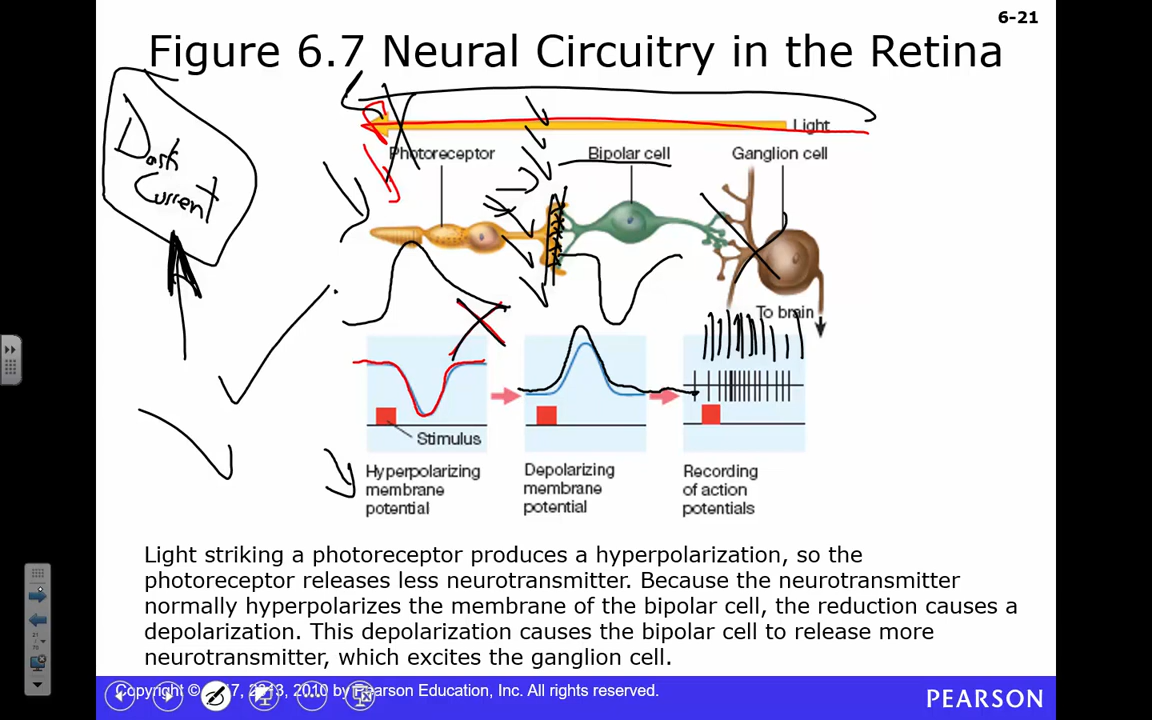 6-21
Figure 6.7 Neural Circuitry in the Retina
Dark
Current
Light
Photoreceptor
Bipolar cell
Ganglion cell
To brain
Stimulus
Hyperpolarizing
membrane
potential
Depolarizing
membrane
potential
Recording
of action
potentials
Light striking a photoreceptor produces a hyperpolarization, so the
photoreceptor releases less neurotransmitter. Because the neurotransmitter
normally hyperpolarizes the membrane of the bipolar cell, the reduction causes a
depolarization. This depolarization causes the bipolar cell to release more
neurotransmitter, which excites the ganglion cell.
Copyright © 2013, 2010 by Pearson Education, Inc. All rights reserved.
PEARSON